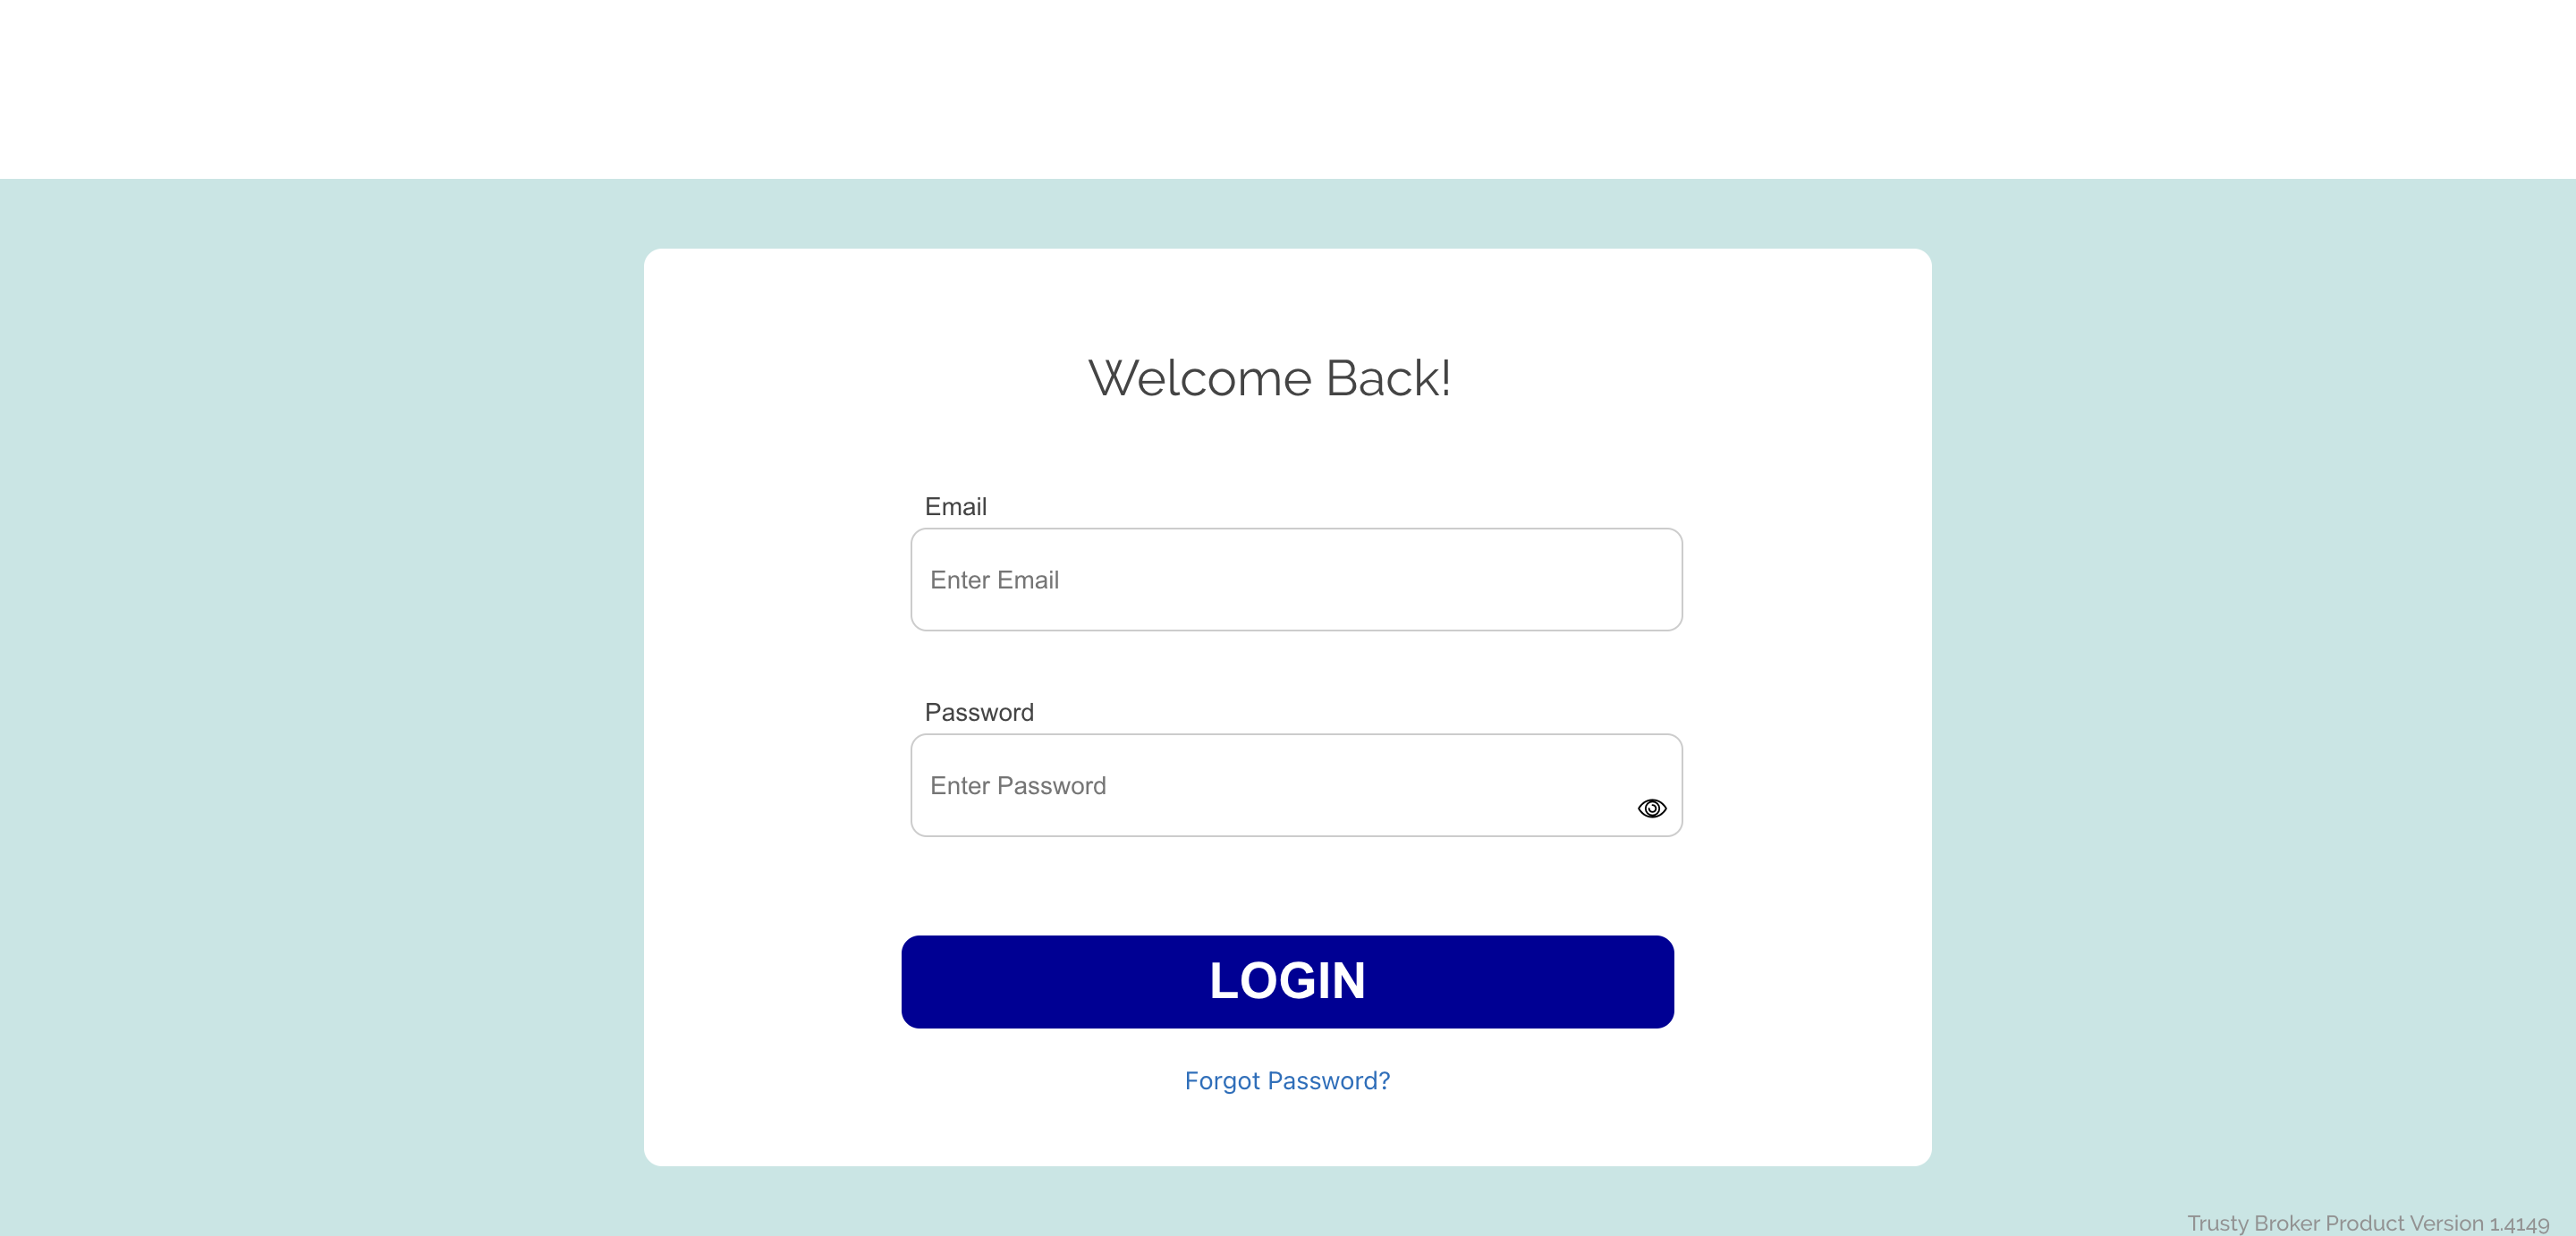 Welcome Back!
Email
Enter Email
Password
Enter Password
LOGIN
Forgot Password?
Trusty Broker Product Version 1.4149